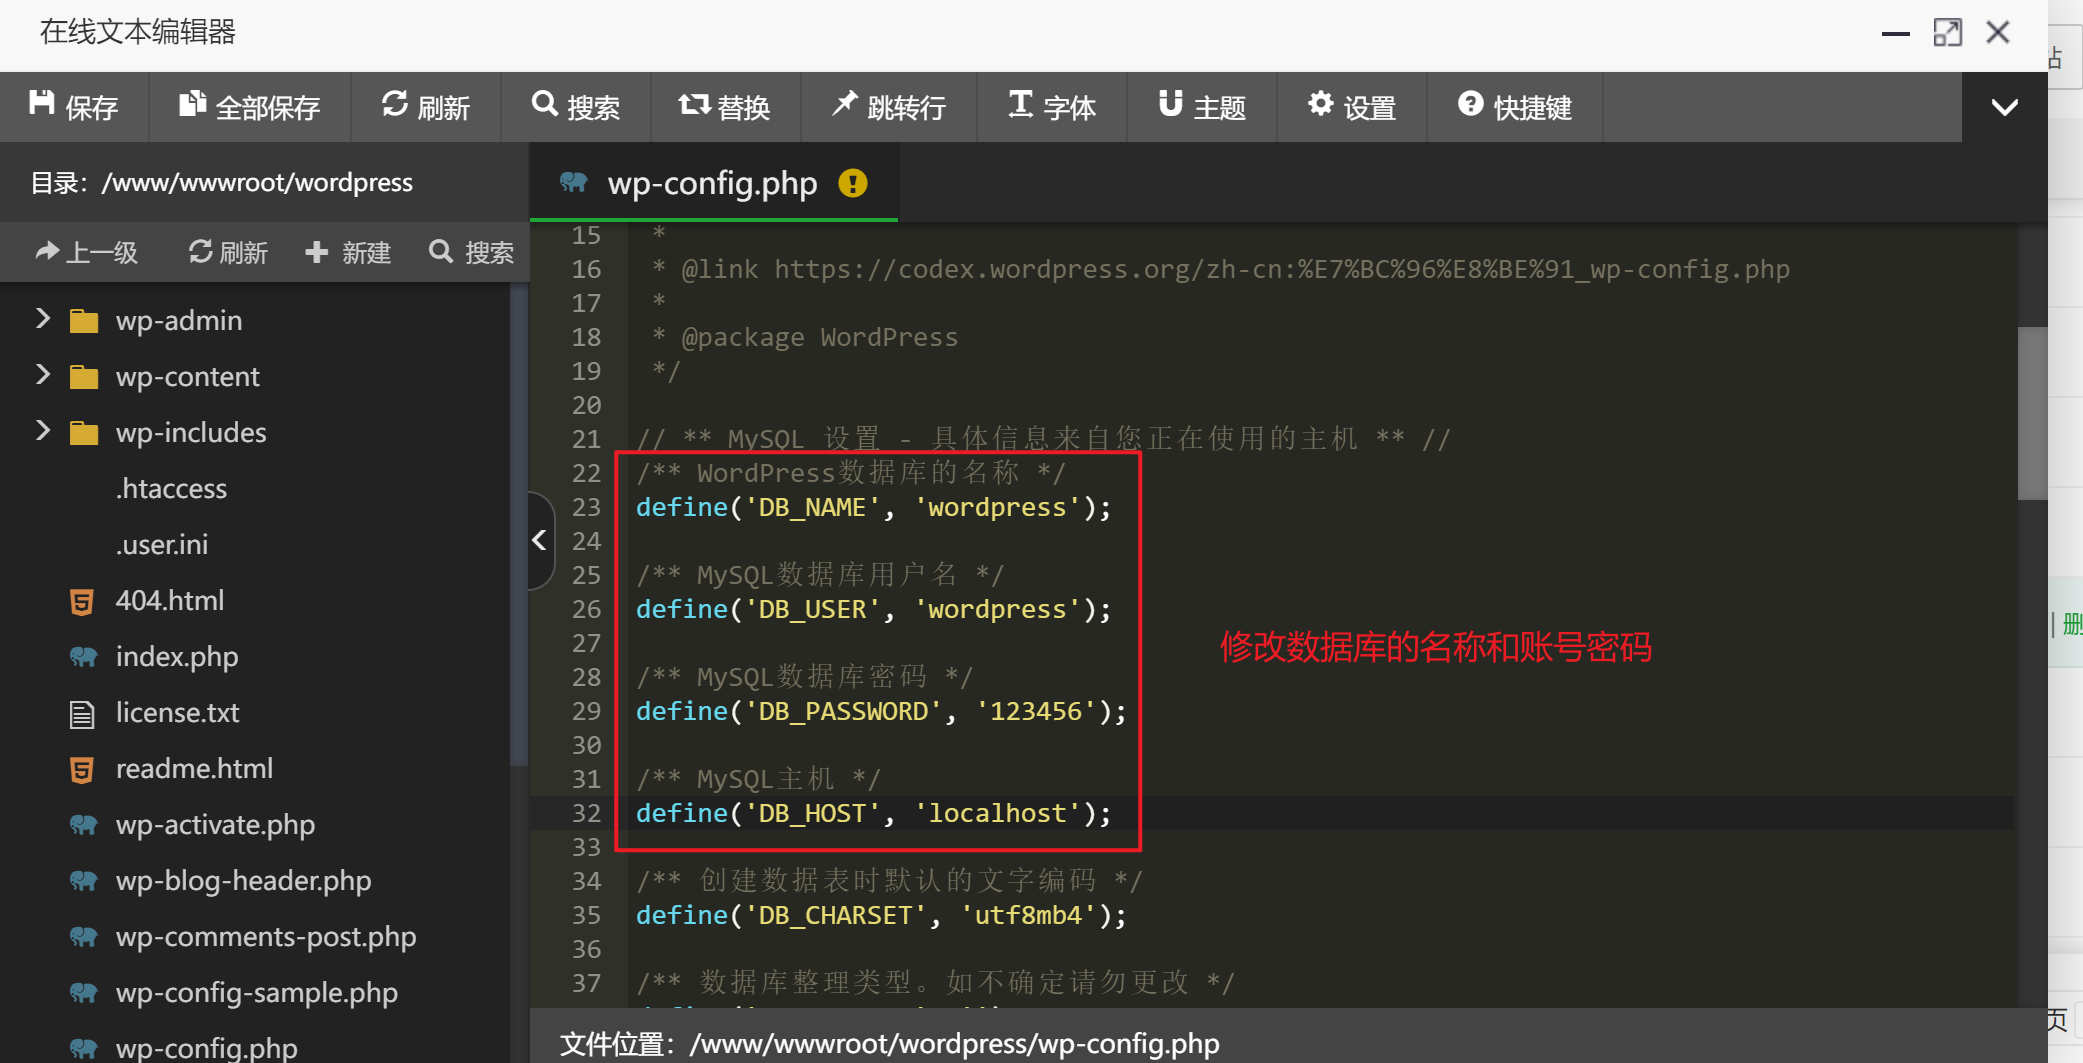 在线文本编辑器
站
保存 全部保存 刷新 搜索 替换 跳转行 字体 主题 设置 快捷键
目录：/www/wwwroot/wordpress
上一级 刷新 新建 搜索
wp-admin
wp-content
wp-includes
.htaccess
.user.ini
404.html
index.php
license.txt
readme.html
wp-activate.php
wp-blog-header.php
wp-comments-post.php
wp-config-sample.php
wp-config.php
wp-config.php
15 *
16 * @link https://codex.wordpress.org/zh-cn:%E7%BC%96%E8%BE%91_wp-config.php
17 *
18 * @package WordPress
19 */
20
21 // ** MySQL 设置 - 具体信息来自您正在使用的主机 ** //
22 /** WordPress数据库的名称 */
23 define('DB_NAME', 'wordpress');
24
25 /** MySQL数据库用户名 */
26 define('DB_USER', 'wordpress');
27
28 /** MySQL数据库密码 */
29 define('DB_PASSWORD', '123456');
30
31 /** MySQL主机 */
32 define('DB_HOST', 'localhost');
33
34 /** 创建数据表时默认的文字编码 */
35 define('DB_CHARSET', 'utf8mb4');
36
37 /** 数据库整理类型。如不确定请勿更改 */
修改数据库的名称和账号密码
| 删
页
文件位置：/www/wwwroot/wordpress/wp-config.php